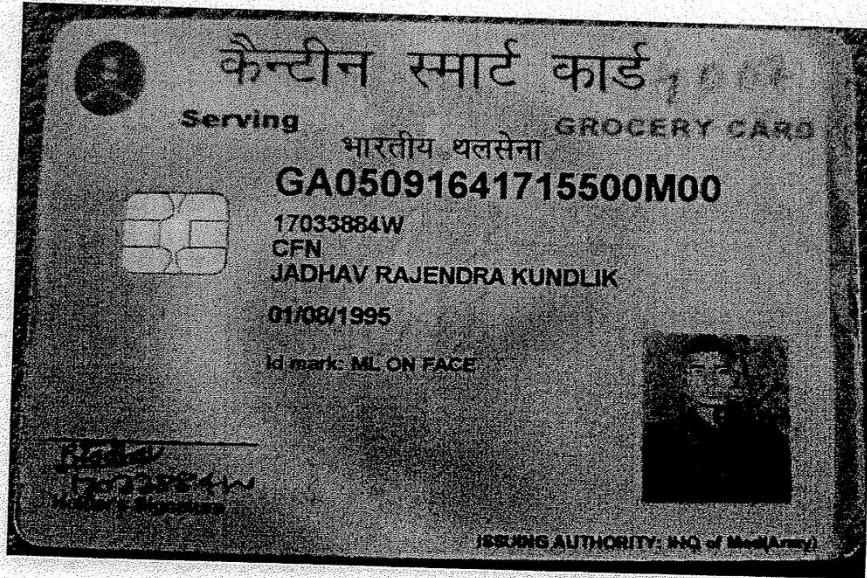 कैन्टीन स्मार्ट कार्ड
Serving
GROCERY CARD
भारतीय थलसेना
GA05091641715500M00
17033884W
CFN
JADHAV RAJENDRA KUNDLIK
01/08/1995
Id mark: ML ON FACE
17033884W
Holder's Signature
ISSUING AUTHORITY: IHQ of Mod(Army)